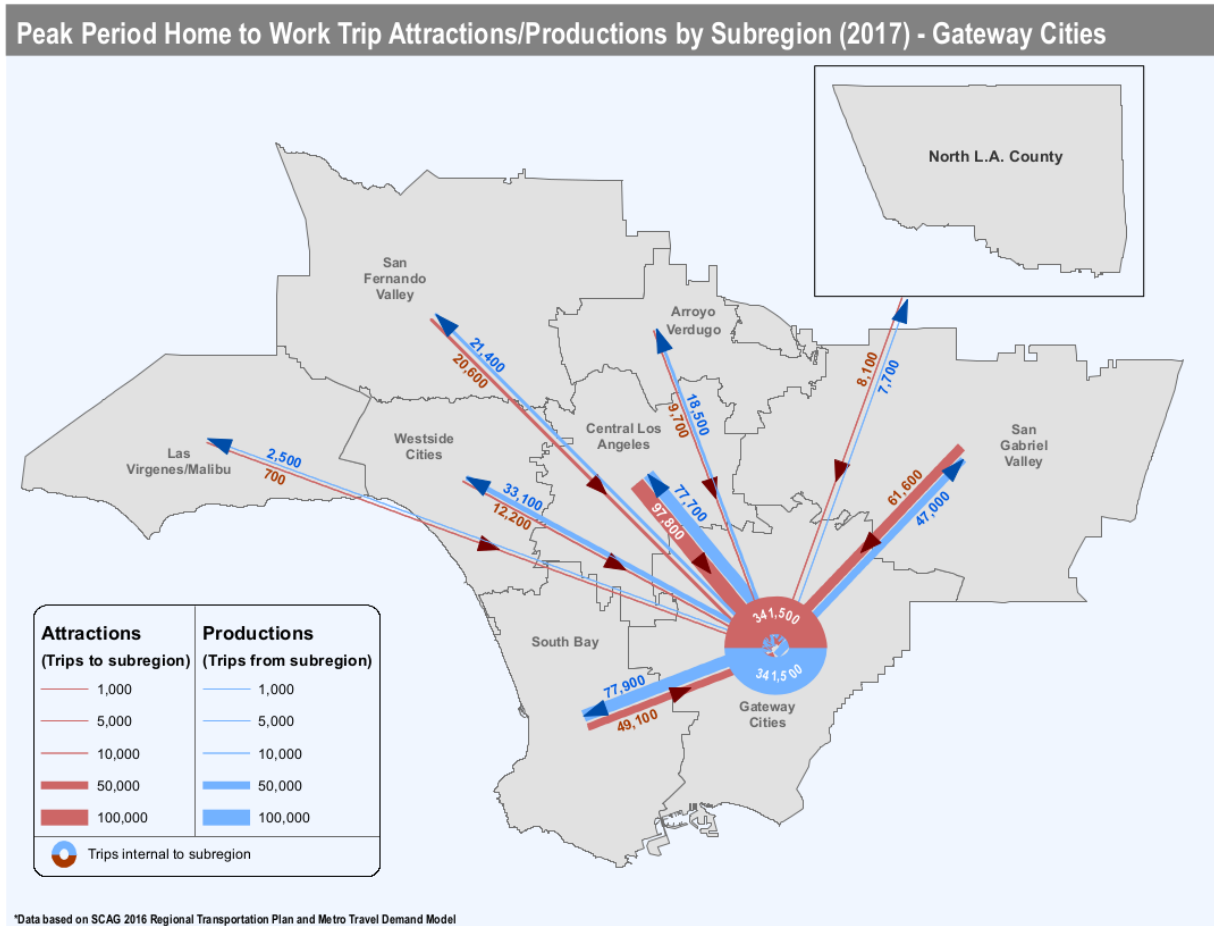 Peak Period Home to Work Trip Attractions/Productions by Subregion (2017) - Gateway Cities
North L.A. County
San
Fernando
Valley
Arroyo
Verdugo
21,400
20,600
18,500
9,700
8,100
7,700
Las
Virgenes/Malibu
2,500
700
Westside
Cities
33,100
12,200
Central Los
Angeles
77,700
97,800
San
Gabriel
Valley
61,600
47,000
South Bay
77,900
49,100
341,500
341,500
Gateway
Cities
Attractions
(Trips to subregion)
1,000
5,000
10,000
50,000
100,000
Productions
(Trips from subregion)
1,000
5,000
10,000
50,000
100,000
Trips internal to subregion
*Data based on SCAG 2016 Regional Transportation Plan and Metro Travel Demand Model